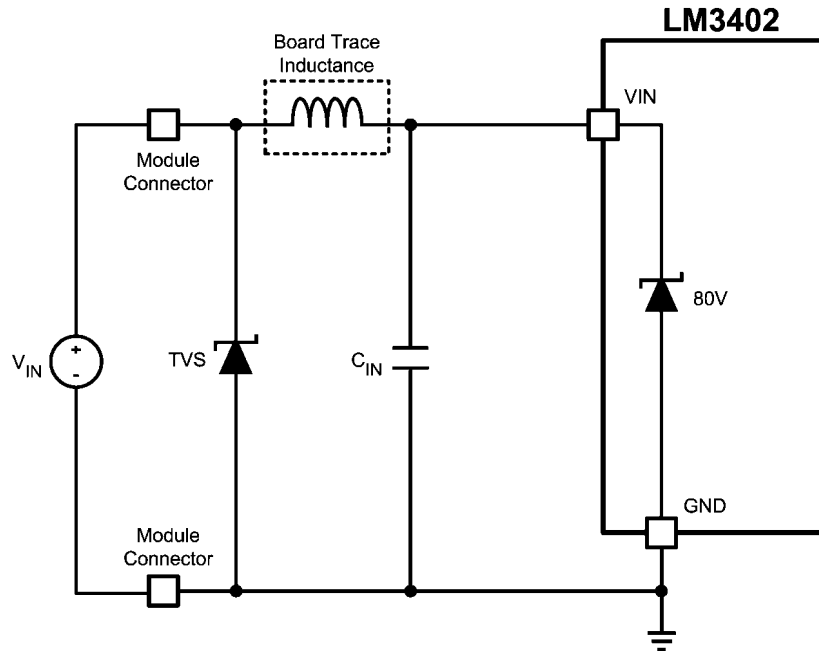 LM3402
Board Trace
Inductance
VIN
Module
Connector
80V
TVS
CIN
+
-
VIN
GND
Module
Connector